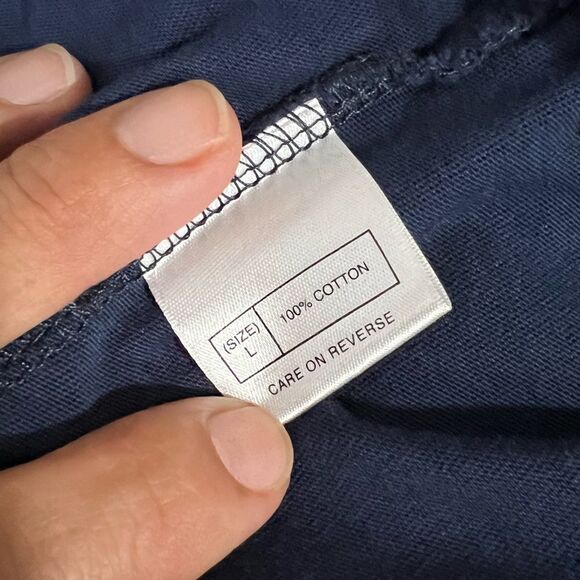 (SIZE)
L
100% COTTON
CARE ON REVERSE